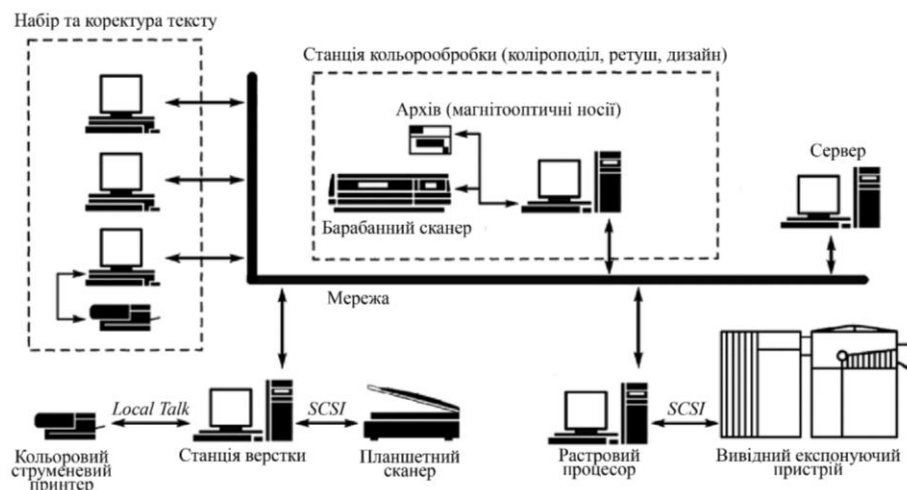 Набір та коректура тексту
Станція кольорообробки (коліроподіл, ретуш, дизайн)
Архів (магнітооптичні носії)
Сервер
Барабанний сканер
Мережа
Local Talk
SCSI
SCSI
Кольоровий
струменевий
принтер
Станція верстки
Планшетний
сканер
Растровий
процесор
Вивідний експонуючий
пристрій